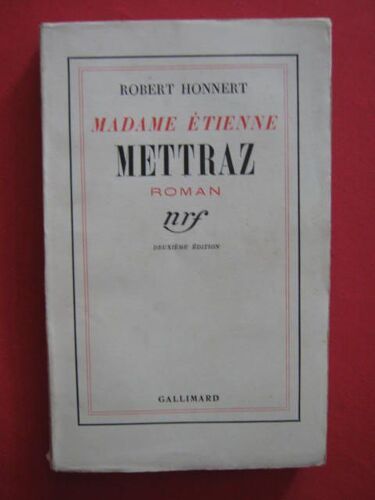 ROBERT HONNERT
MADAME ÉTIENNE
METTRAZ
ROMAN
nrf
DEUXIÈME ÉDITION
GALLIMARD